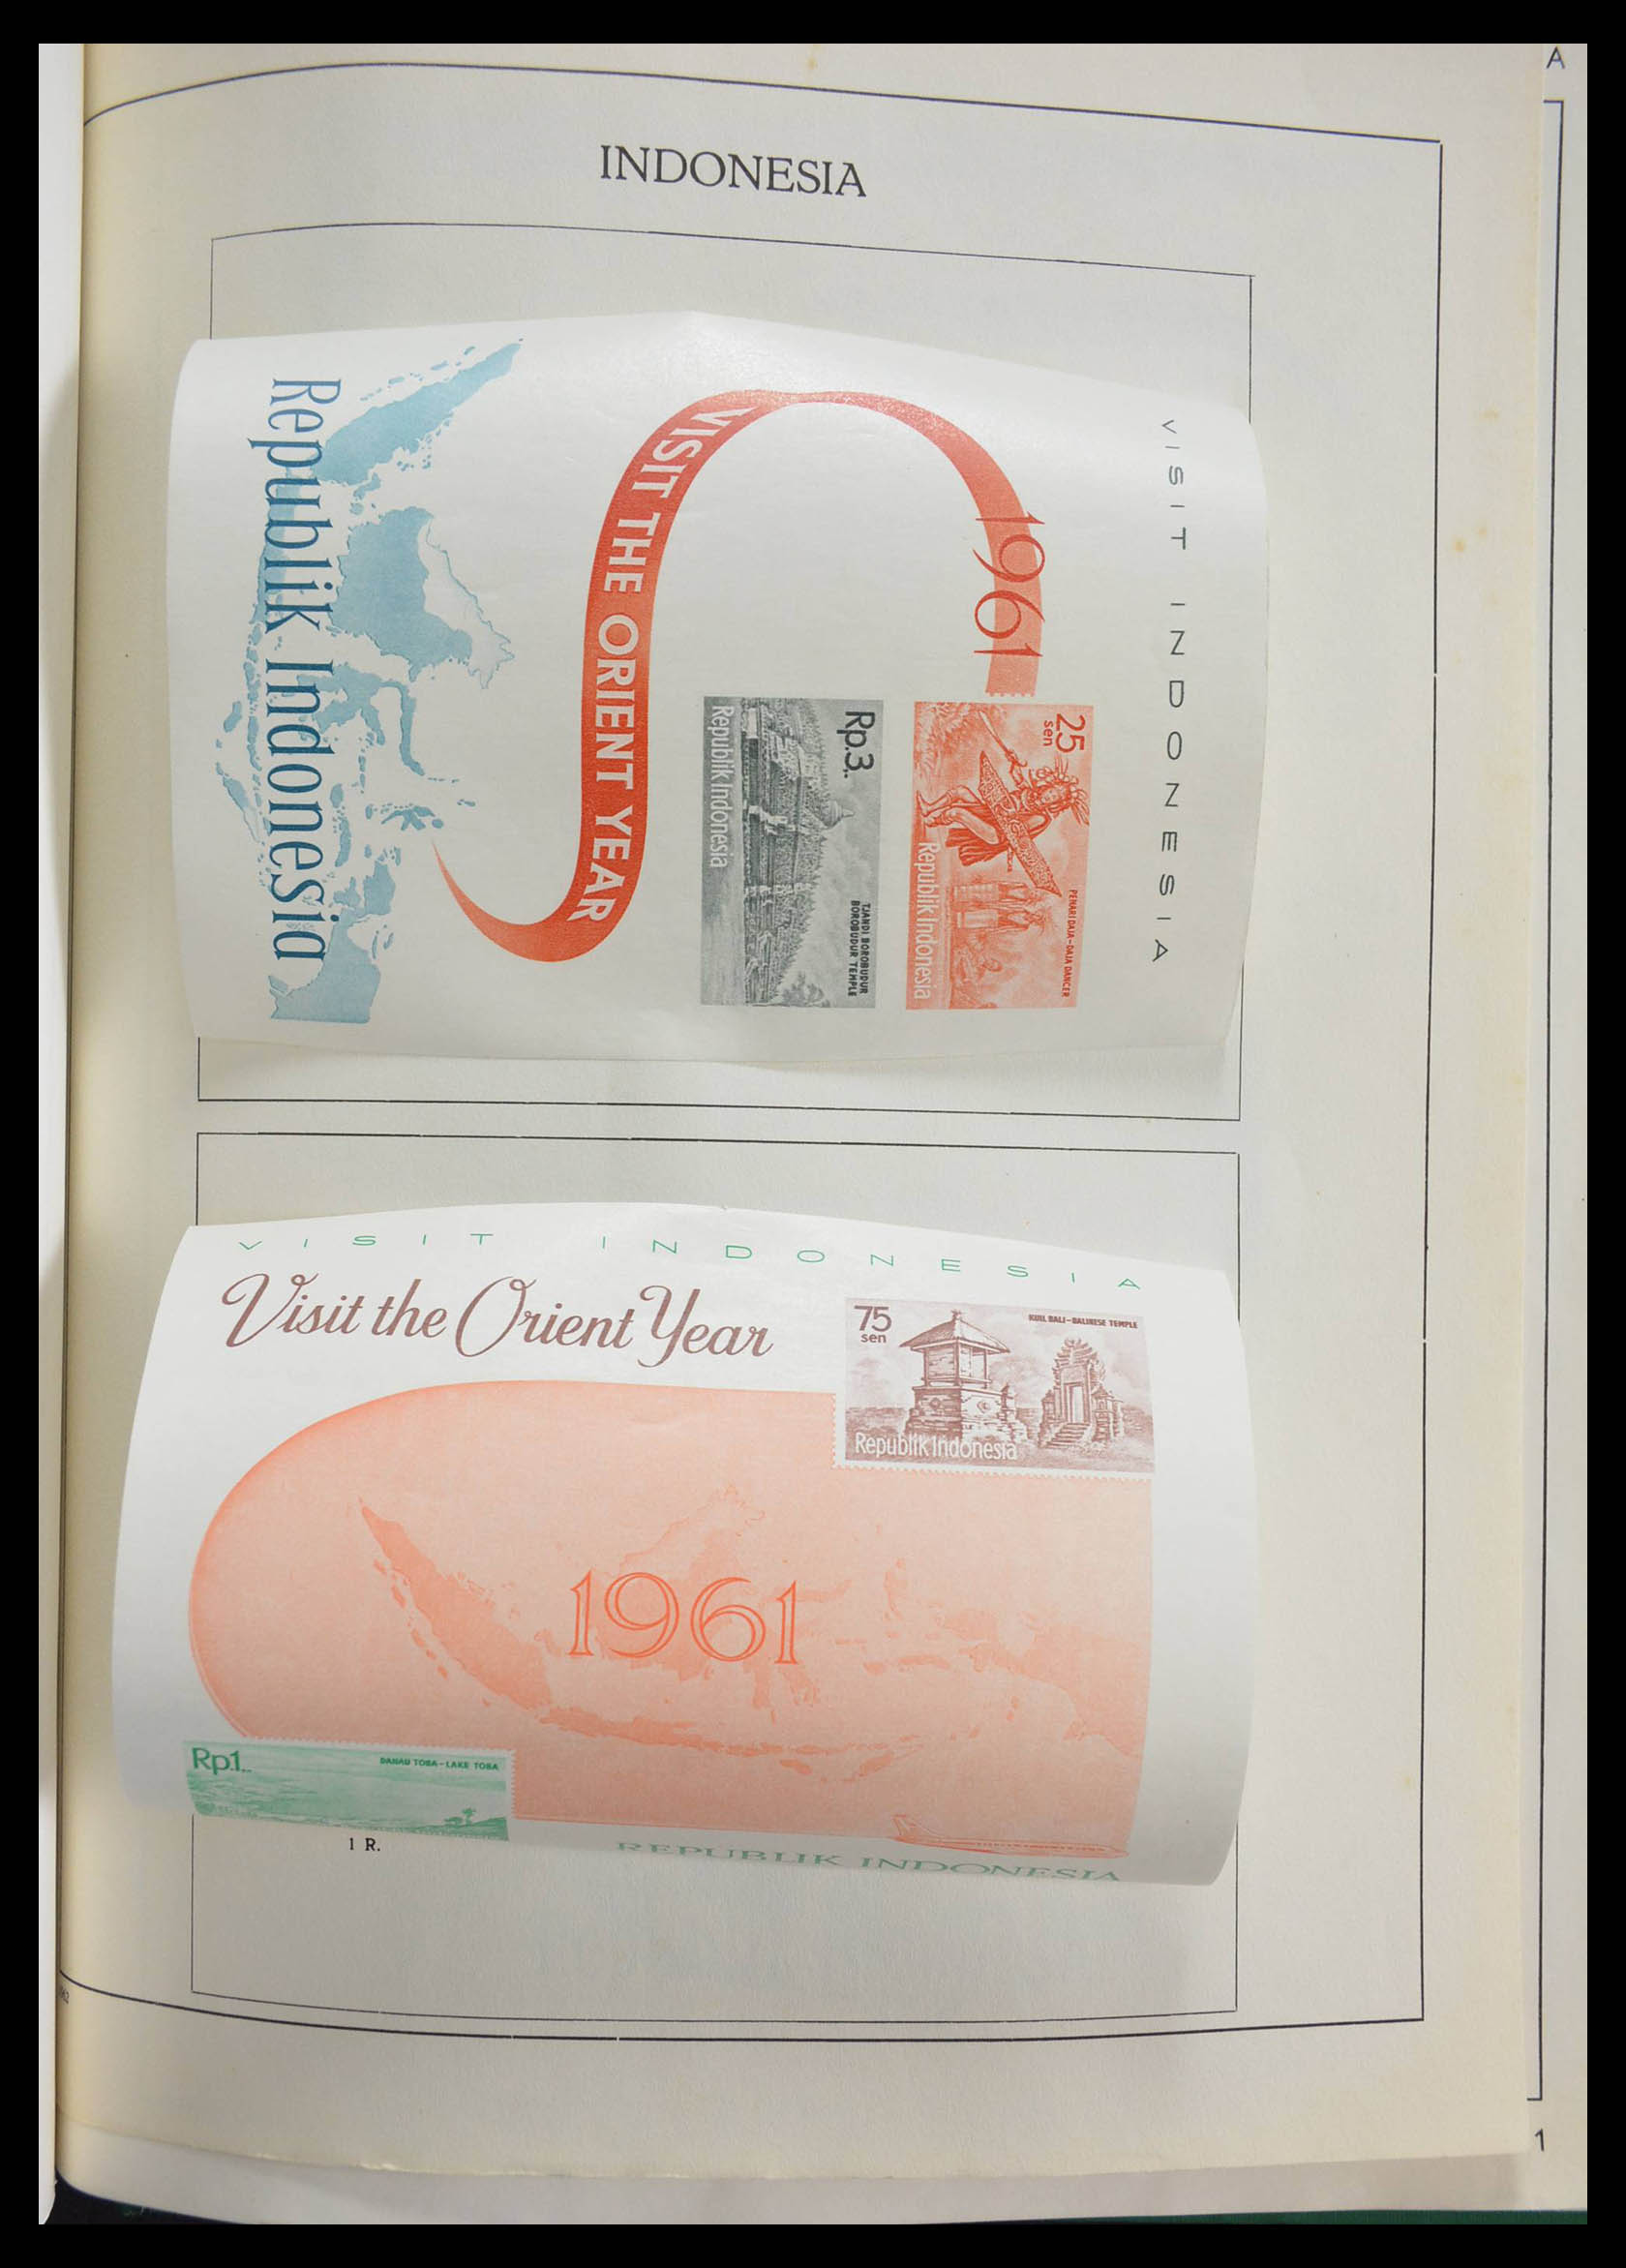 A
INDONESIA
VISIT INDONESIA
1961
VISIT THE ORIENT YEAR
Republik Indonesia
25
sen
PENARI DAJA-DAJA DANCER
Republik Indonesia
Rp.3..
TJANDI BOROBUDUR
BOROBUDUR TEMPLE
Republik Indonesia
VISIT INDONESIA
Visit the Orient Year
75
sen
KUIL BALI-BALINESE TEMPLE
Republik Indonesia
1961
Rp1..
DANAU TOBA-LAKE TOBA
1 R.
REPUBLIK INDONESIA
1